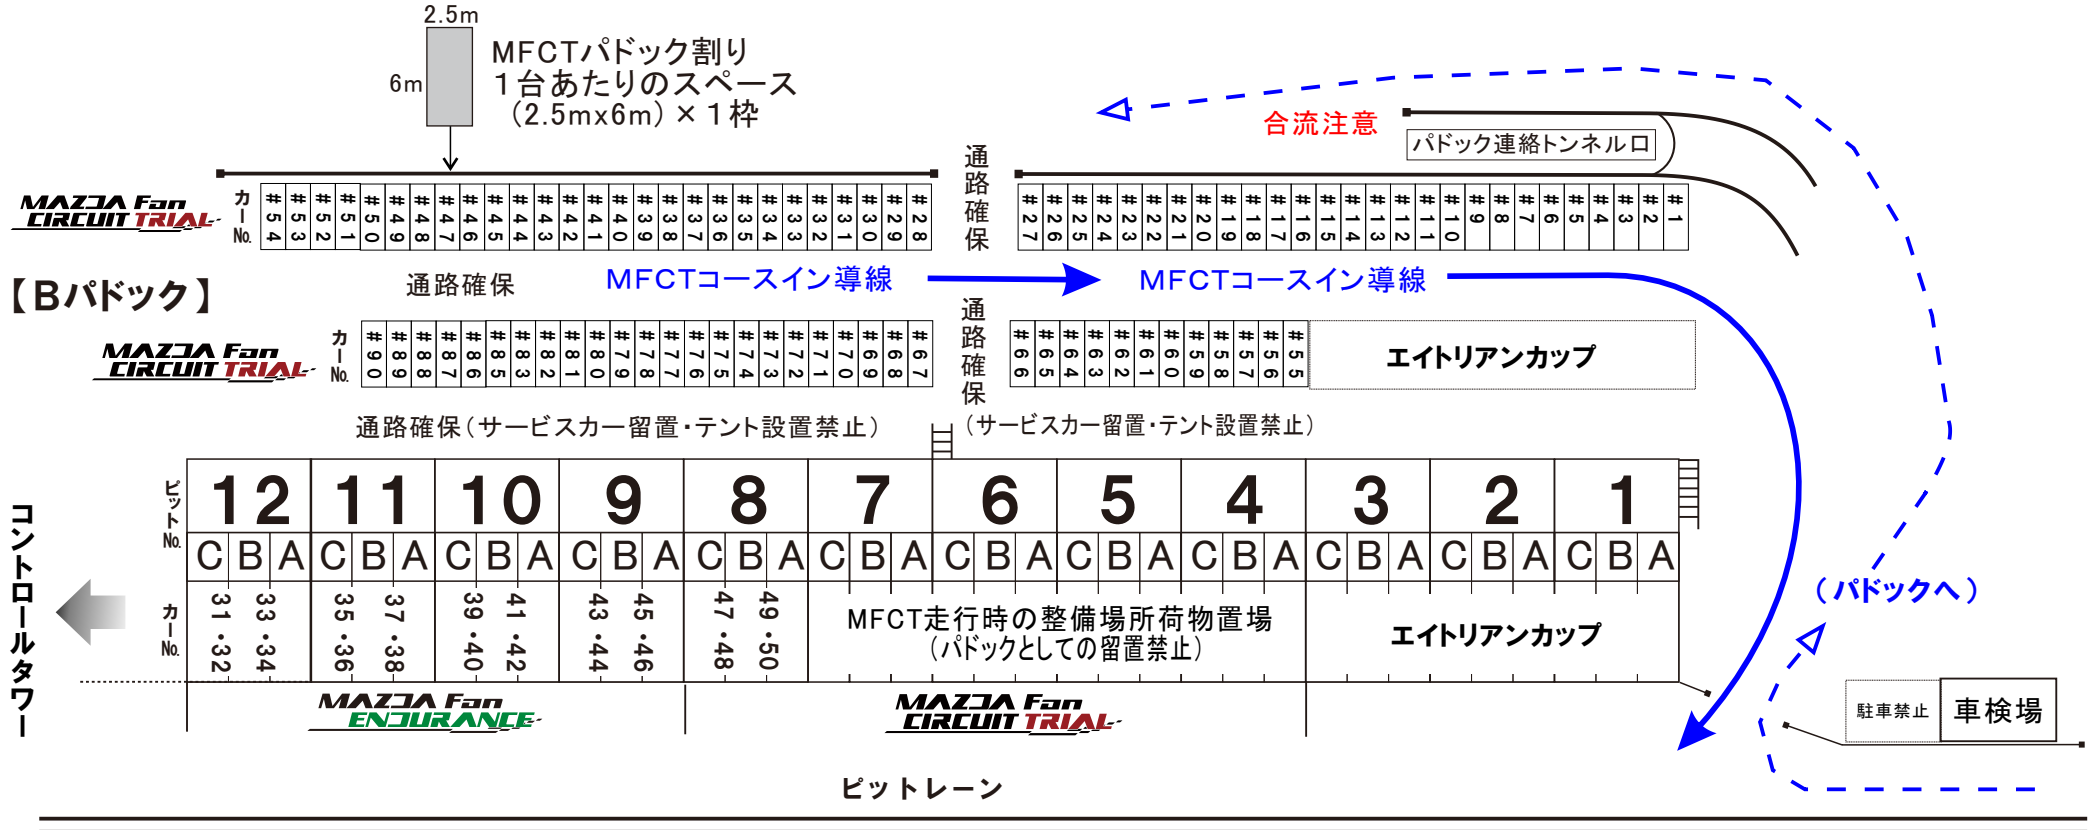 2.5m
6m
MFCTパドック割り
１台あたりのスペース
(2.5mx6m)×１枠
合流注意
パドック連絡トンネル口
通路確保
MAZDA Fan
CIRCUIT TRIAL
カーNo.
#54 #53 #52 #51 #50 #49 #48 #47 #46 #45 #44 #43 #42 #41 #40 #39 #38 #37 #36 #35 #34 #33 #32 #31 #30 #29 #28
#27 #26 #25 #24 #23 #22 #21 #20 #19 #18 #17 #16 #15 #14 #13 #12 #11 #10 #9 #8 #7 #6 #5 #4 #3 #2 #1
【Bパドック】
通路確保
MFCTコースイン導線
MFCTコースイン導線
通路確保
MAZDA Fan
CIRCUIT TRIAL
カーNo.
#90 #89 #88 #87 #86 #85 #83 #82 #81 #80 #79 #78 #77 #76 #75 #74 #73 #72 #71 #70 #69 #68 #67
#66 #65 #64 #63 #62 #61 #60 #59 #58 #57 #56 #55
エイトリアンカップ
通路確保(サービスカー留置・テント設置禁止)
(サービスカー留置・テント設置禁止)
ピットNo.
12 11 10 9 8 7 6 5 4 3 2 1
C B A C B A C B A C B A C B A C B A C B A C B A C B A C B A C B A C B A
カーNo.
31・32 33・34 35・36 37・38 39・40 41・42 43・44 45・46 47・48 49・50
MFCT走行時の整備場所荷物置場
(パドックとしての留置禁止)
エイトリアンカップ
コントロールタワー
(パドックへ)
MAZDA Fan
ENDURANCE
MAZDA Fan
CIRCUIT TRIAL
駐車禁止
車検場
ピットレーン